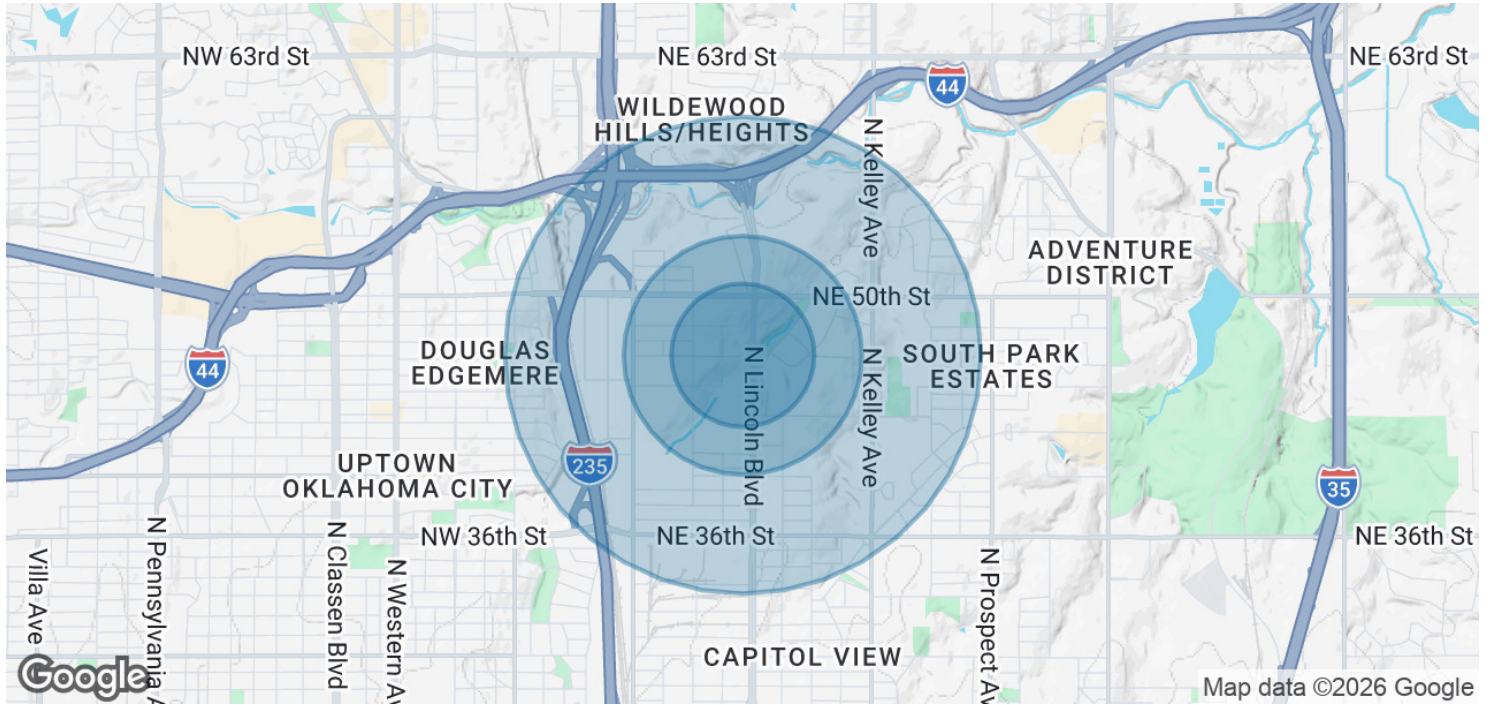 NW 63rd St
NE 63rd St
NE 63rd St
44
WILDEWOOD
HILLS/HEIGHTS
N Kelley Ave
ADVENTURE
DISTRICT
NE 50th St
DOUGLAS
EDGEMERE
SOUTH PARK
ESTATES
44
N Lincoln Blvd
N Kelley Ave
UPTOWN
OKLAHOMA CITY
235
35
NW 36th St
NE 36th St
NE 36th St
Villa Ave
N Pennsylvania A
N Classen Blvd
N Western Av
N Prospect Av
CAPITOL VIEW
Google
Map data ©2026 Google